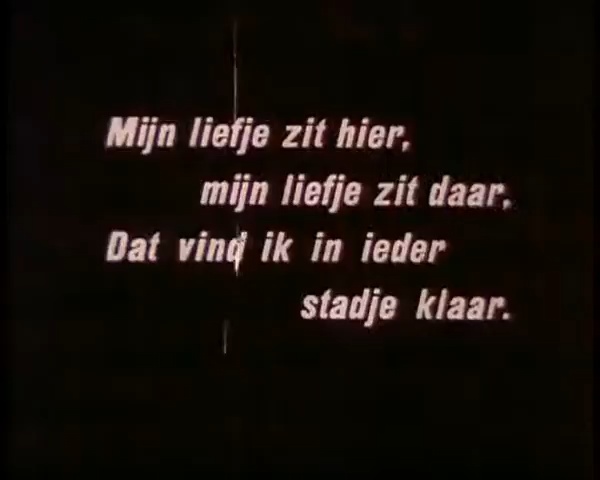 Mijn liefje zit hier,
mijn liefje zit daar,
Dat vind ik in ieder
stadje klaar.